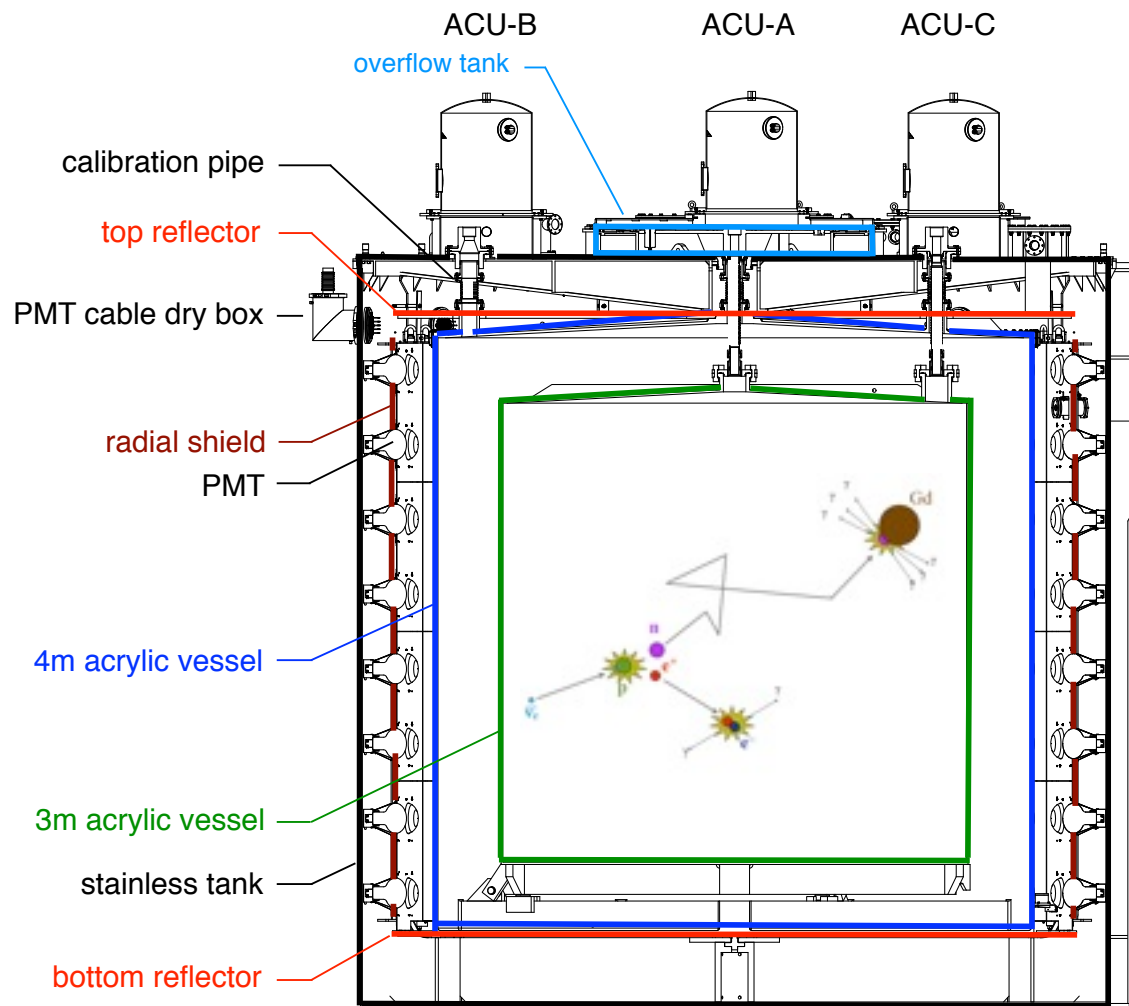 ACU-B
ACU-A
ACU-C
overflow tank
calibration pipe
top reflector
PMT cable dry box
radial shield
PMT
4m acrylic vessel
3m acrylic vessel
stainless tank
bottom reflector
Gd
γ
γ
γ
γ
γ
γ
n
e⁺
p
γ
γ